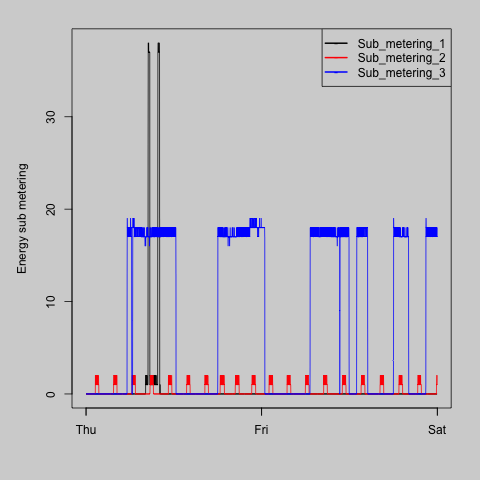 Sub_metering_1
Sub_metering_2
Sub_metering_3
Energy sub metering
30
20
10
0
Thu Fri Sat